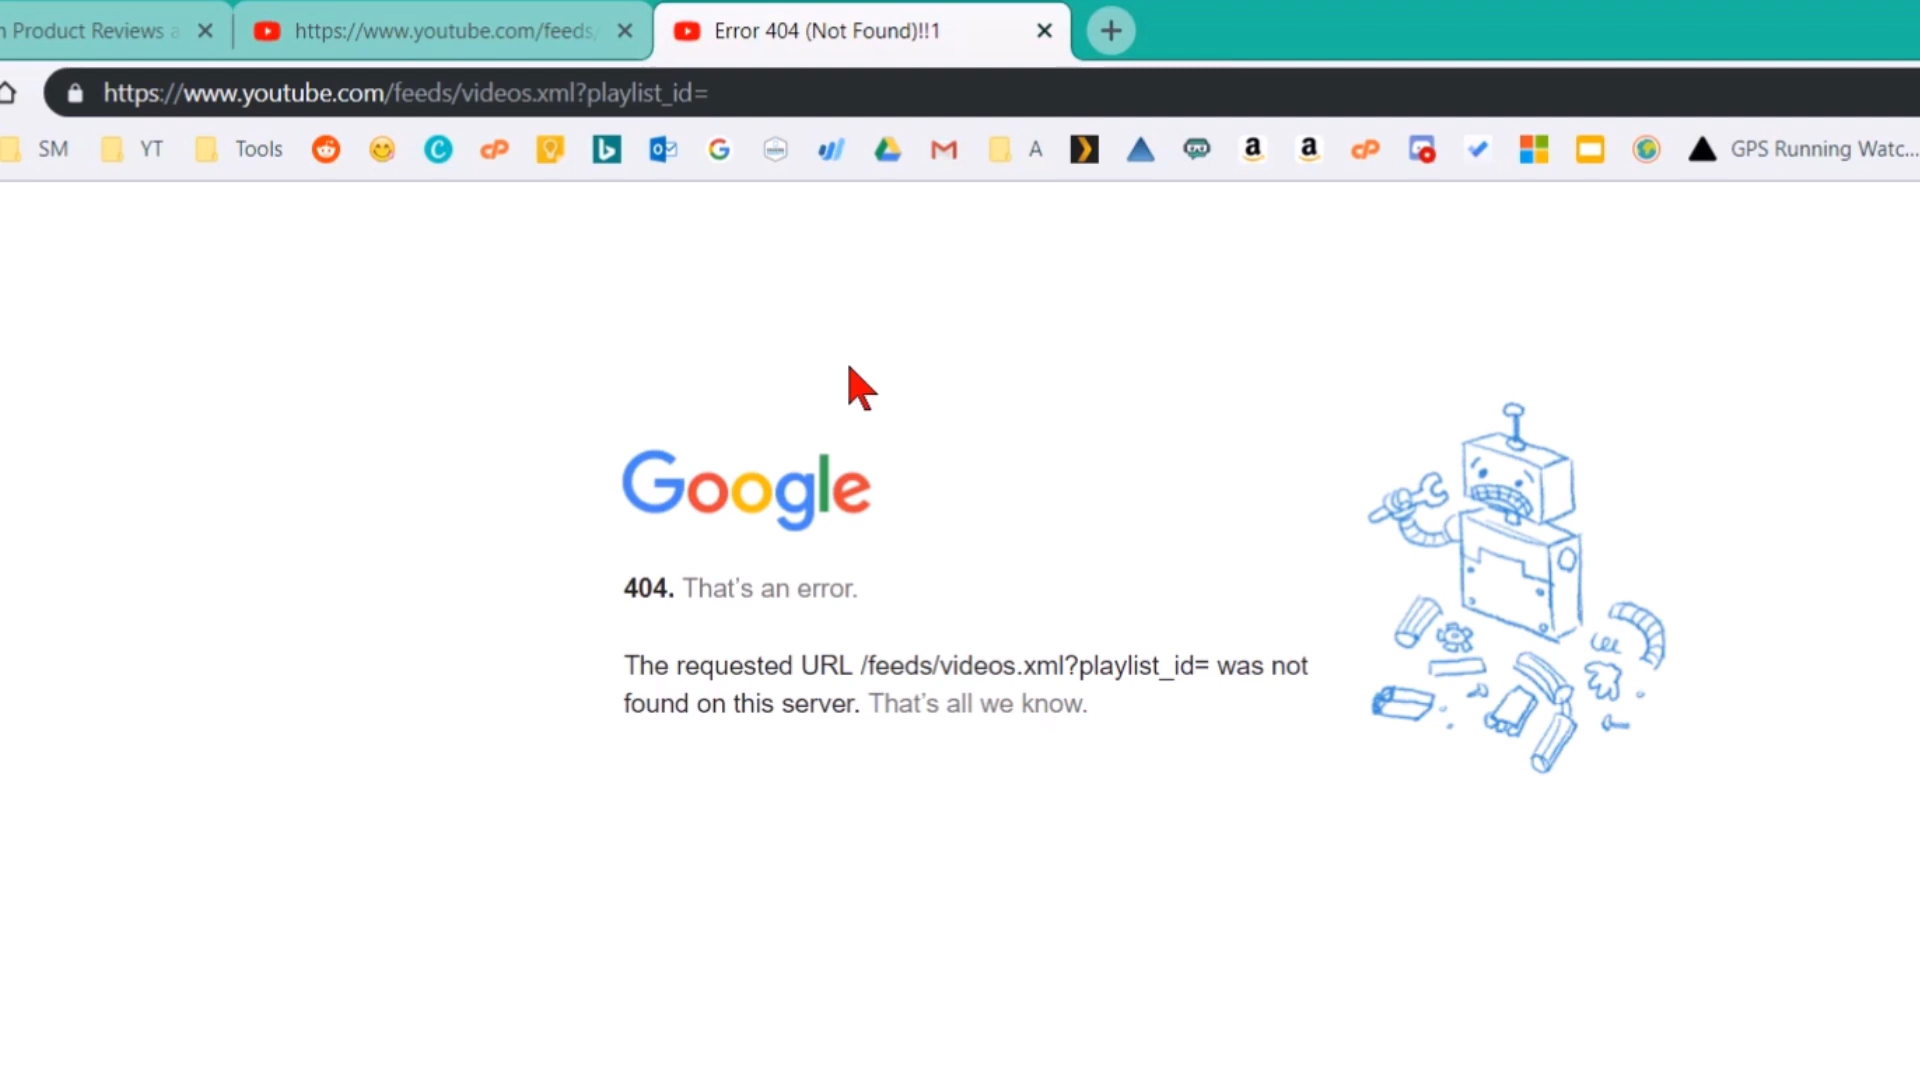 n Product Reviews a
https://www.youtube.com/feeds/
Error 404 (Not Found)!!1
https://www.youtube.com/feeds/videos.xml?playlist_id=
SM YT Tools A GPS Running Watc...
Google
404. That's an error.
The requested URL /feeds/videos.xml?playlist_id= was not
found on this server. That's all we know.